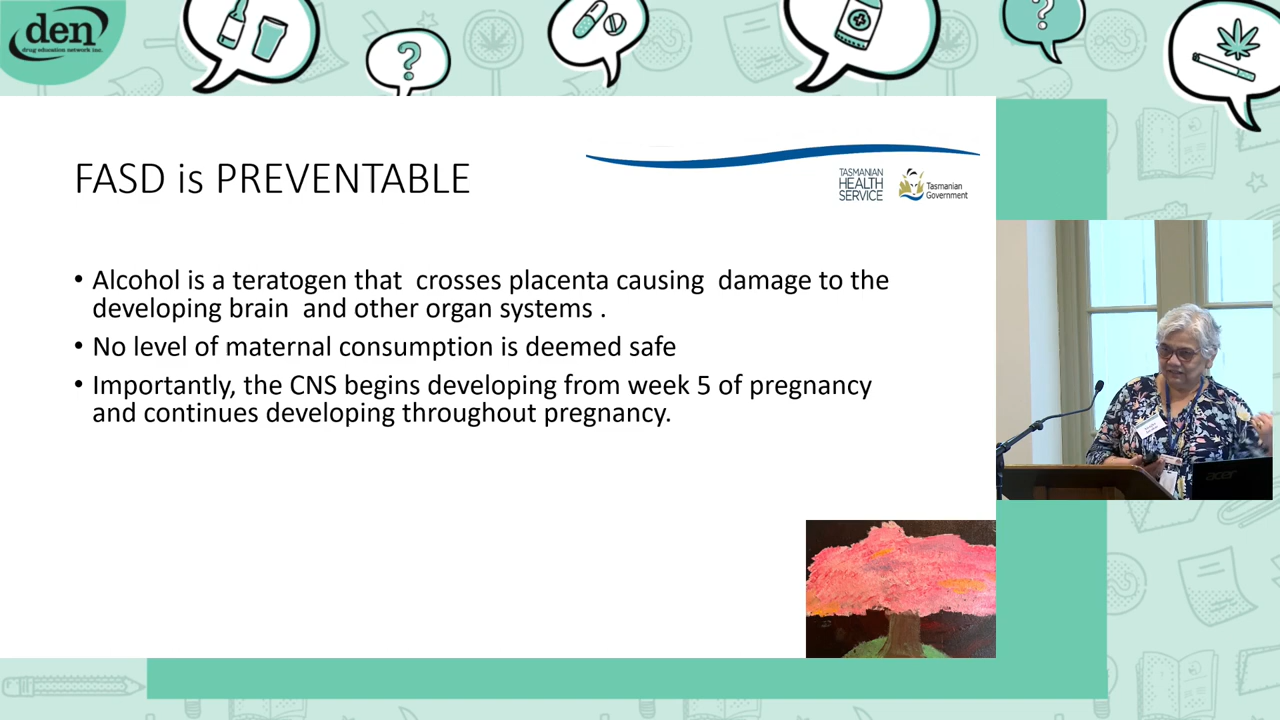 den
drug education network inc.
FASD is PREVENTABLE
TASMANIAN
HEALTH
SERVICE
Tasmanian
Government
• Alcohol is a teratogen that crosses placenta causing damage to the
developing brain and other organ systems .
• No level of maternal consumption is deemed safe
• Importantly, the CNS begins developing from week 5 of pregnancy
and continues developing throughout pregnancy.
acer